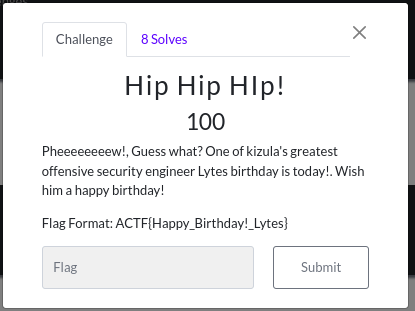 Challenge
8 Solves
Hip Hip HIp!
100
Pheeeeeeeew!, Guess what? One of kizula's greatest
offensive security engineer Lytes birthday is today!. Wish
him a happy birthday!
Flag Format: ACTF{Happy_Birthday!_Lytes}
Flag
Submit